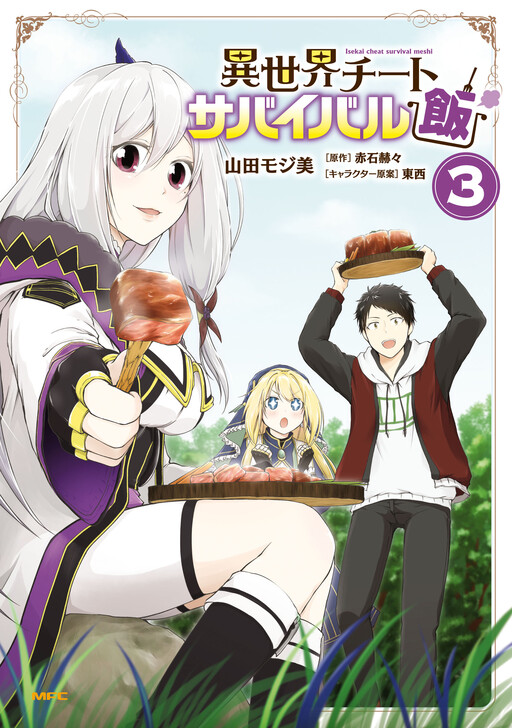 Isekai cheat survival meshi
異世界チート
サバイバル飯
山田モジ美
[原作]赤石赫々
[キャラクター原案]東西
3
MFC